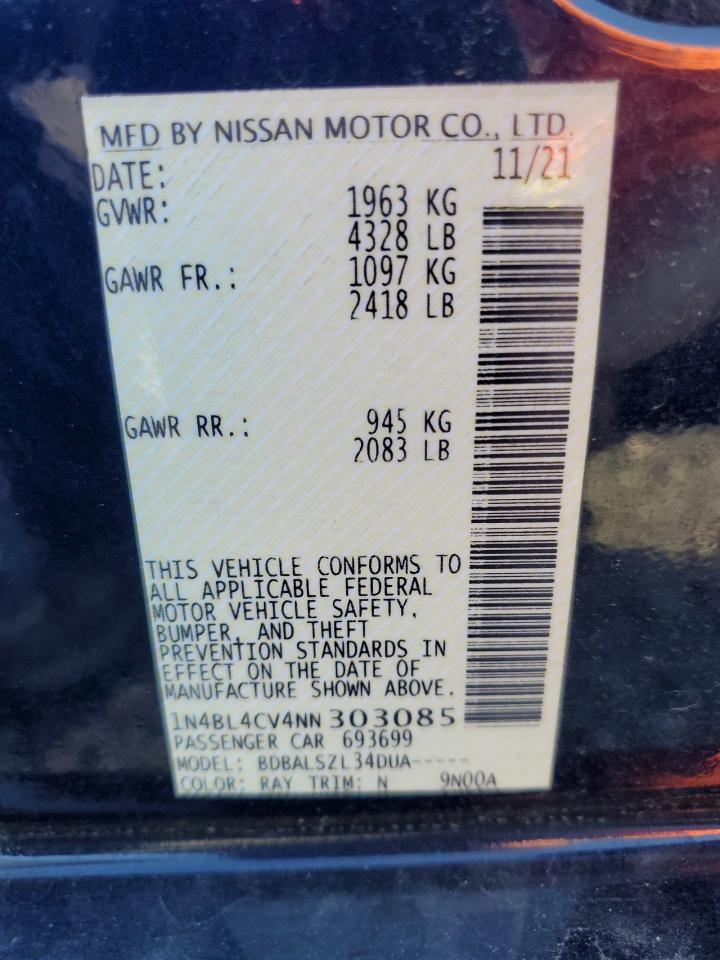 MFD BY NISSAN MOTOR CO., LTD.
DATE: 11/21
GVWR: 1963 KG
4328 LB
GAWR FR.: 1097 KG
2418 LB
GAWR RR.: 945 KG
2083 LB
THIS VEHICLE CONFORMS TO
ALL APPLICABLE FEDERAL
MOTOR VEHICLE SAFETY,
BUMPER, AND THEFT
PREVENTION STANDARDS IN
EFFECT ON THE DATE OF
MANUFACTURE SHOWN ABOVE.
1N4BL4CV4NN303085
PASSENGER CAR 693699
MODEL: BDBALSZL34DUA-----
COLOR: RAY TRIM: N 9N00A